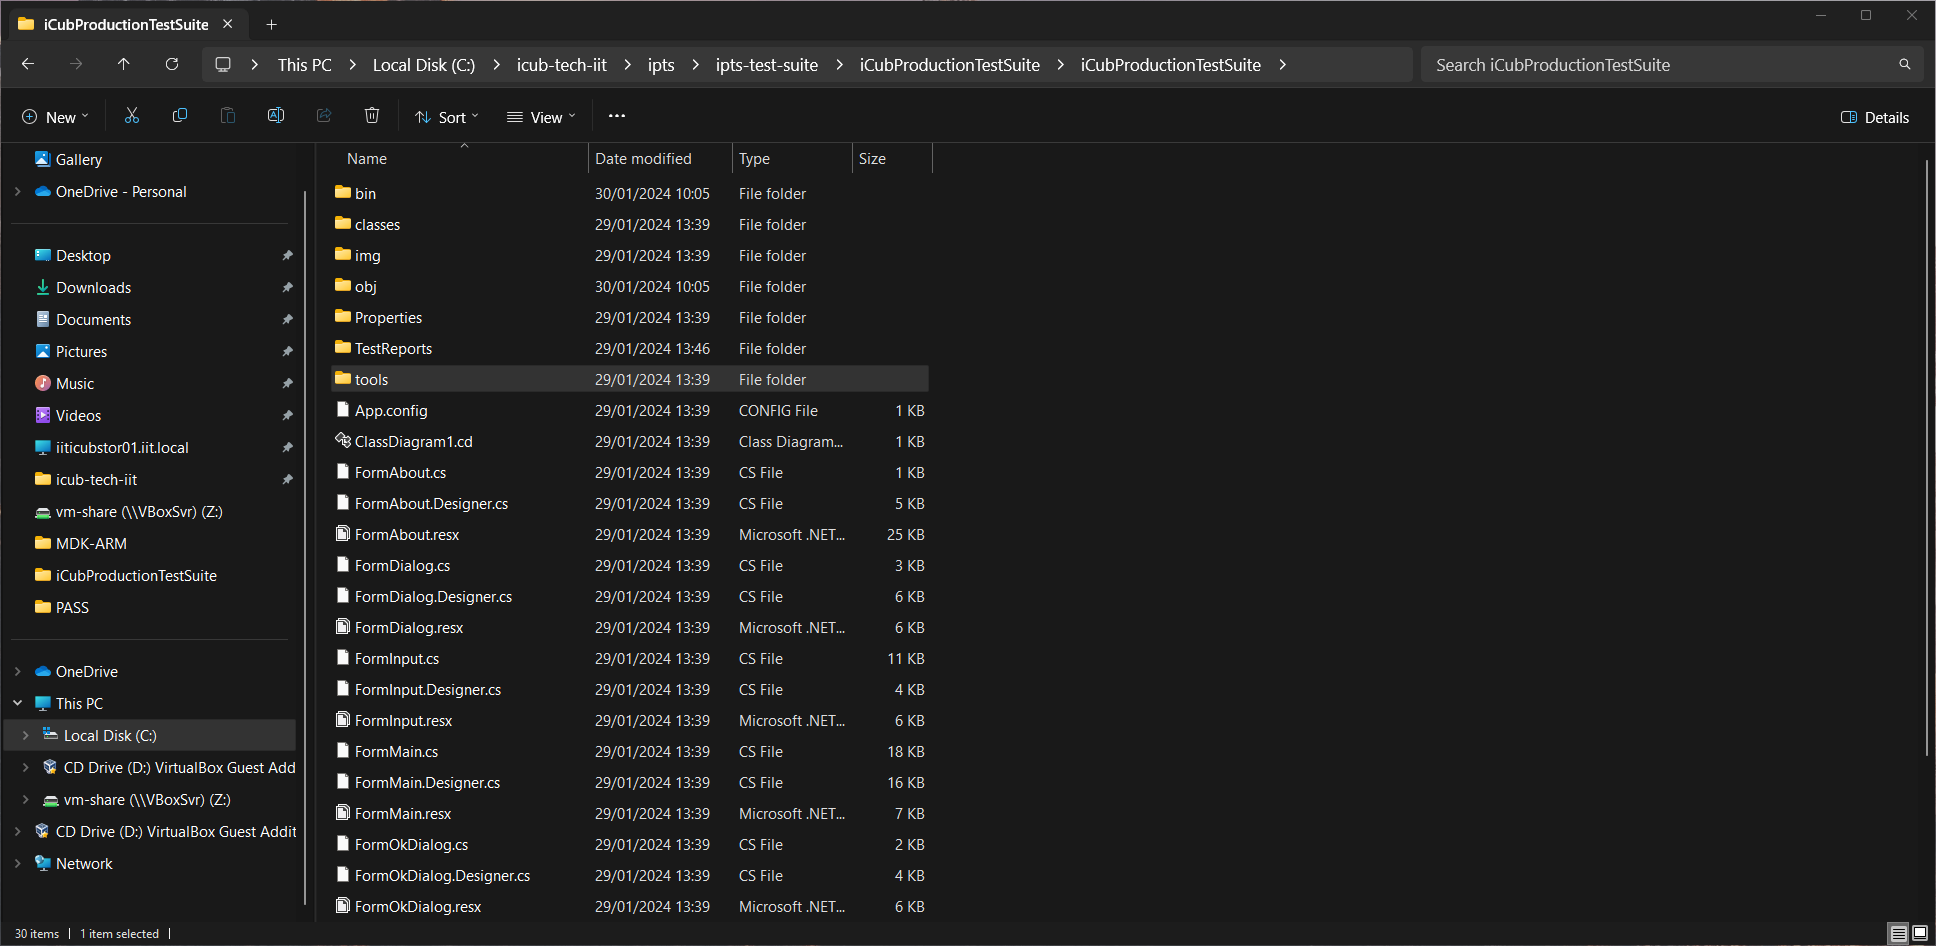 iCubProductionTestSuite
This PC > Local Disk (C:) > icub-tech-iit > ipts > ipts-test-suite > iCubProductionTestSuite > iCubProductionTestSuite >
Search iCubProductionTestSuite
New
Sort
View
Details
Gallery
OneDrive - Personal
Desktop
Downloads
Documents
Pictures
Music
Videos
iiticubstor01.iit.local
icub-tech-iit
vm-share (\\VBoxSvr) (Z:)
MDK-ARM
iCubProductionTestSuite
PASS
OneDrive
This PC
Local Disk (C:)
CD Drive (D:) VirtualBox Guest Add
vm-share (\\VBoxSvr) (Z:)
CD Drive (D:) VirtualBox Guest Addit
Network
Name Date modified Type Size
bin 30/01/2024 10:05 File folder
classes 29/01/2024 13:39 File folder
img 29/01/2024 13:39 File folder
obj 30/01/2024 10:05 File folder
Properties 29/01/2024 13:39 File folder
TestReports 29/01/2024 13:46 File folder
tools 29/01/2024 13:39 File folder
App.config 29/01/2024 13:39 CONFIG File 1 KB
ClassDiagram1.cd 29/01/2024 13:39 Class Diagram... 1 KB
FormAbout.cs 29/01/2024 13:39 CS File 1 KB
FormAbout.Designer.cs 29/01/2024 13:39 CS File 5 KB
FormAbout.resx 29/01/2024 13:39 Microsoft .NET... 25 KB
FormDialog.cs 29/01/2024 13:39 CS File 3 KB
FormDialog.Designer.cs 29/01/2024 13:39 CS File 6 KB
FormDialog.resx 29/01/2024 13:39 Microsoft .NET... 6 KB
FormInput.cs 29/01/2024 13:39 CS File 11 KB
FormInput.Designer.cs 29/01/2024 13:39 CS File 4 KB
FormInput.resx 29/01/2024 13:39 Microsoft .NET... 6 KB
FormMain.cs 29/01/2024 13:39 CS File 18 KB
FormMain.Designer.cs 29/01/2024 13:39 CS File 16 KB
FormMain.resx 29/01/2024 13:39 Microsoft .NET... 7 KB
FormOkDialog.cs 29/01/2024 13:39 CS File 2 KB
FormOkDialog.Designer.cs 29/01/2024 13:39 CS File 4 KB
FormOkDialog.resx 29/01/2024 13:39 Microsoft .NET... 6 KB
30 items | 1 item selected |